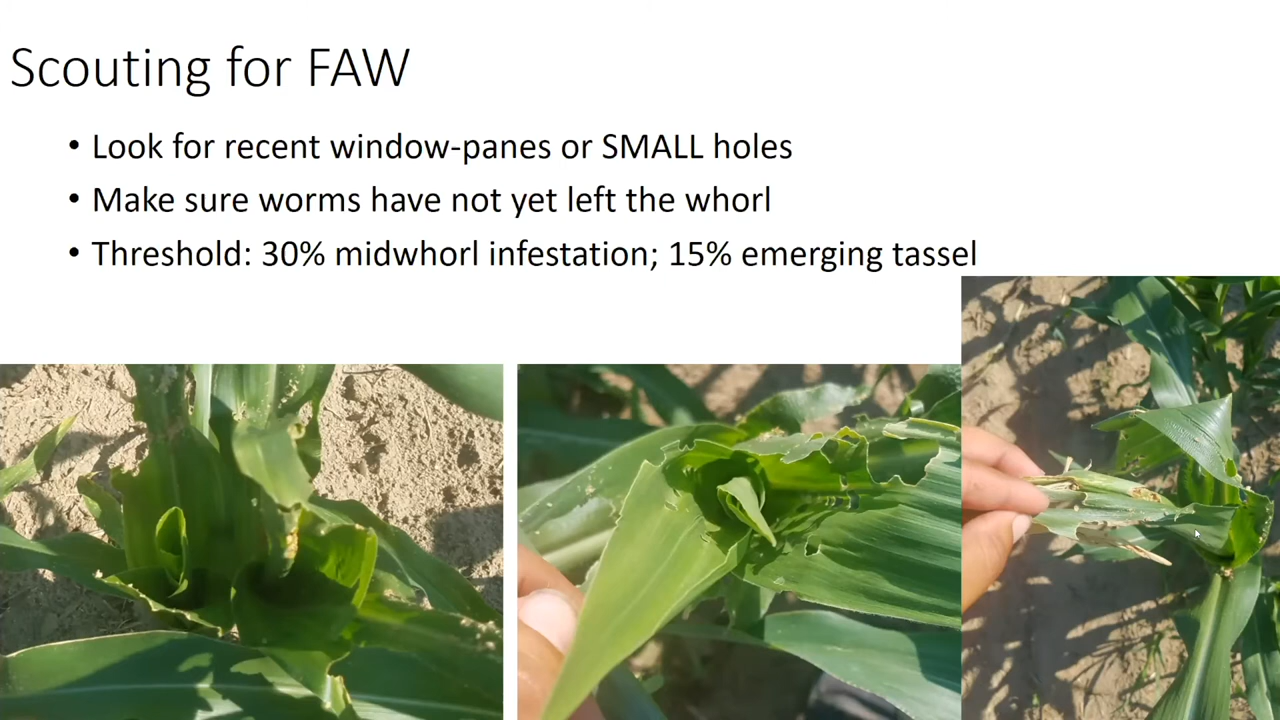 Scouting for FAW
• Look for recent window-panes or SMALL holes
• Make sure worms have not yet left the whorl
• Threshold: 30% midwhorl infestation; 15% emerging tassel